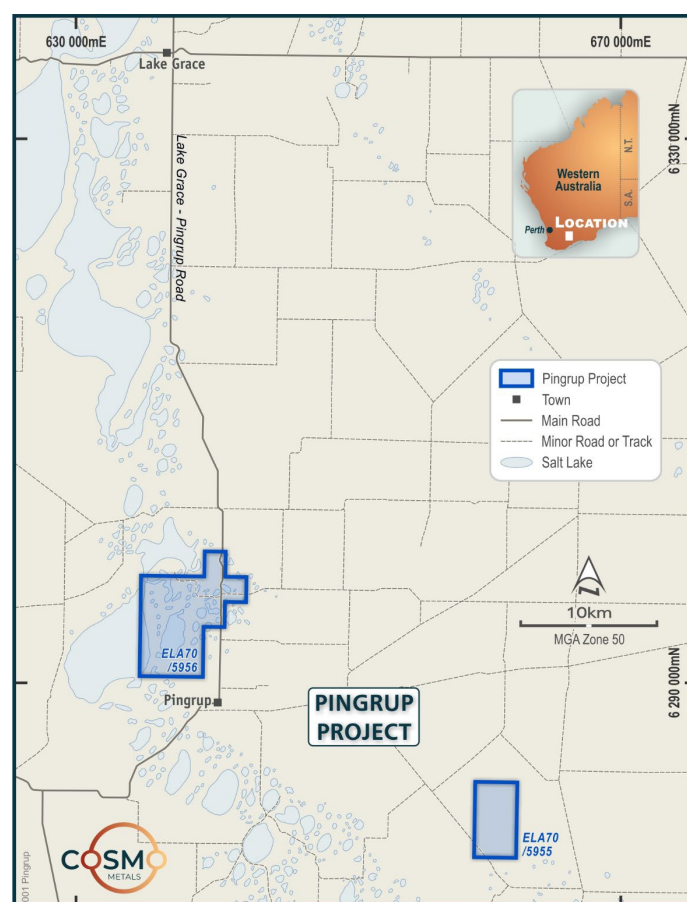 630 000mE
670 000mE
Lake Grace
Lake Grace - Pingrup Road
6 330 000mN
N.T.
S.A.
Western
Australia
Perth
LOCATION
Pingrup Project
Town
Main Road
Minor Road or Track
Salt Lake
10km
MGA Zone 50
ELA70
/5956
Pingrup
PINGRUP
PROJECT
6 290 000mN
ELA70
/5955
COSMO
METALS
001 Pingrup